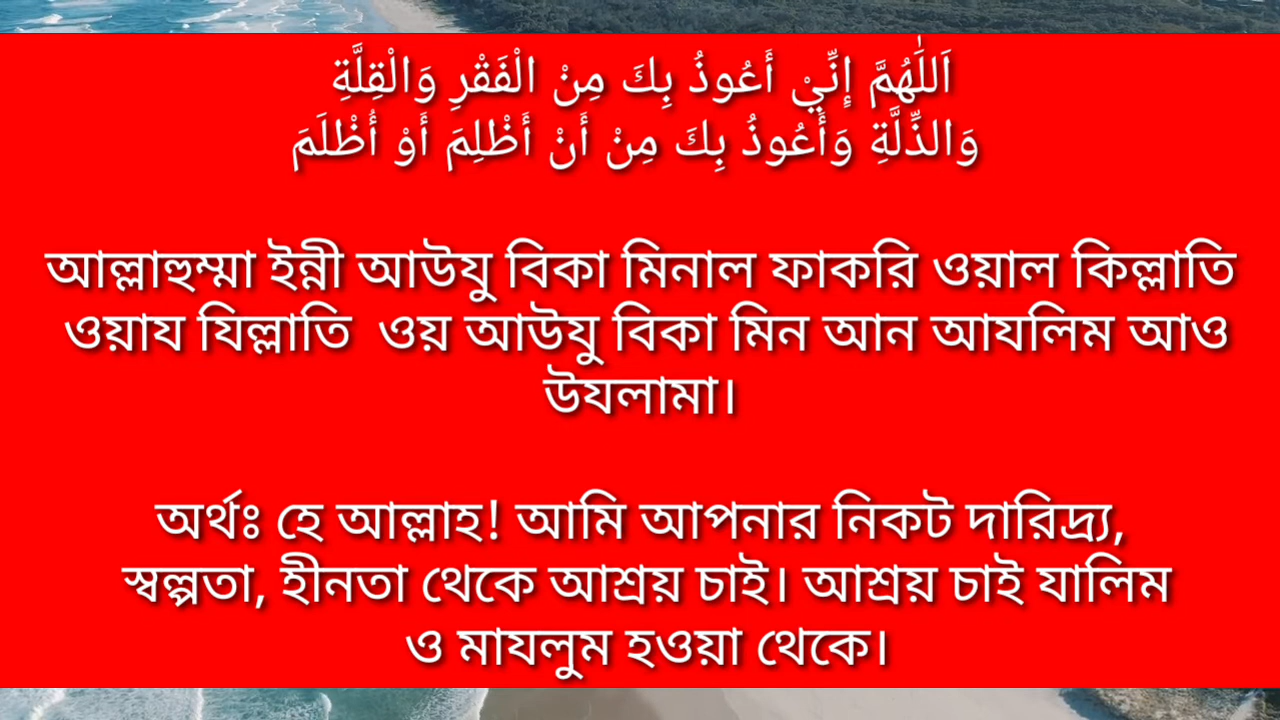 اَللّٰهُمَّ إِنِّيْ أَعُوذُ بِكَ مِنْ الْفَقْرِ وَالْقِلَّةِ
وَالذِّلَّةِ وَأَعُوذُ بِكَ مِنْ أَنْ أَظْلِمَ أَوْ أُظْلَمَ
আল্লাহুম্মা ইন্নী আউযু বিকা মিনাল ফাকরি ওয়াল কিল্লাতি
ওয়ায যিল্লাতি  ওয় আউযু বিকা মিন আন আযলিম আও
উযলামা।
অর্থঃ হে আল্লাহ! আমি আপনার নিকট দারিদ্র্য,
স্বল্পতা, হীনতা থেকে আশ্রয় চাই। আশ্রয় চাই যালিম
ও মাযলুম হওয়া থেকে।